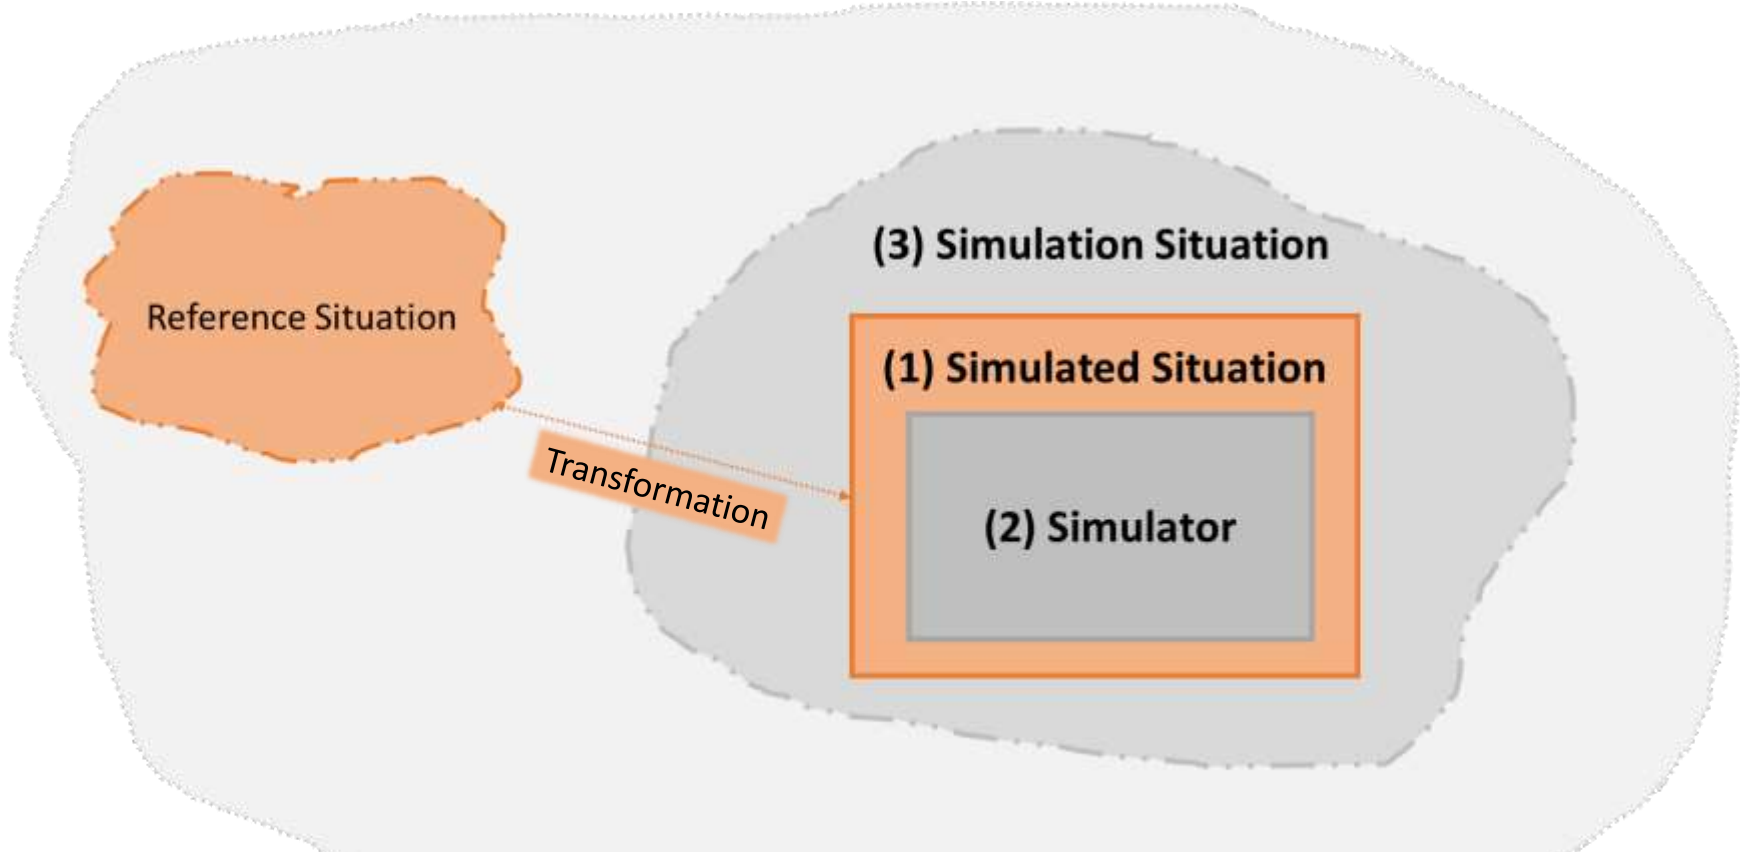 (3) Simulation Situation
Reference Situation
(1) Simulated Situation
Transformation
(2) Simulator